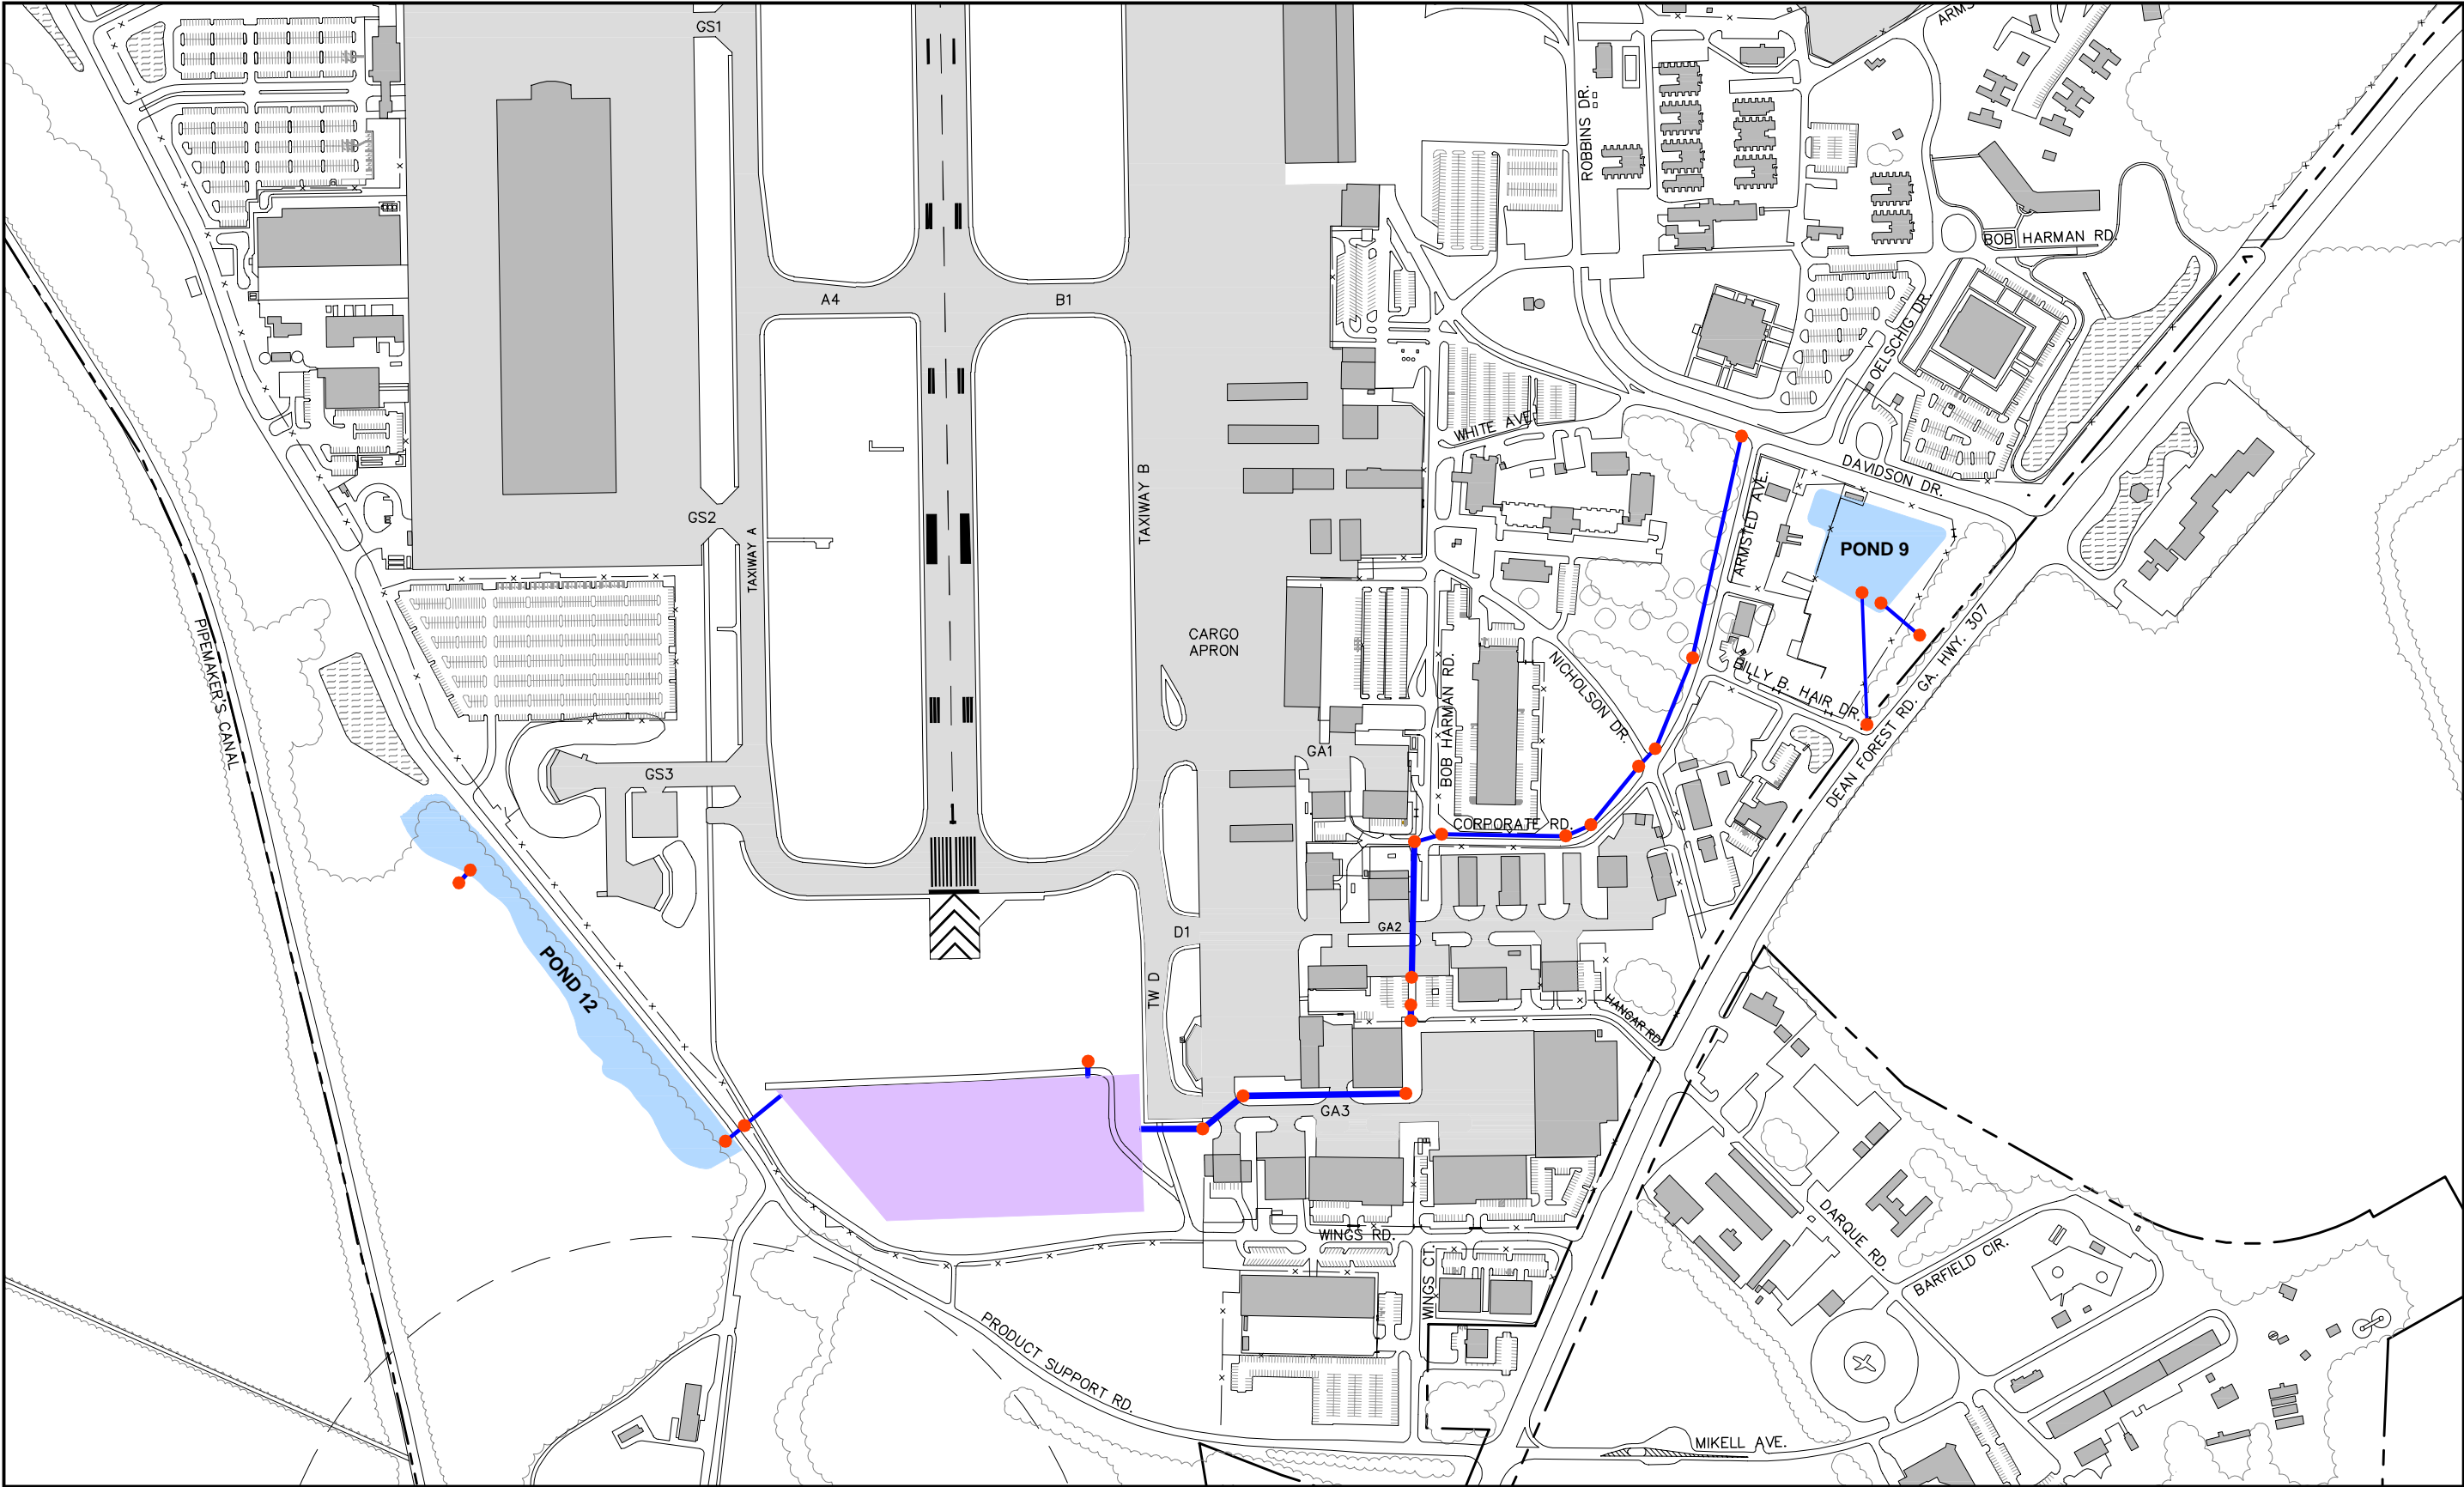 GS1
ARMS
ROBBINS DR.
BOB HARMAN RD.
A4
B1
OELSCHIG DR.
WHITE AVE.
DAVIDSON DR.
TAXIWAY B
GS2
TAXIWAY A
ARMSTED AVE.
POND 9
PIPEMAKER'S CANAL
CARGO
APRON
BOB HARMAN RD.
NICHOLSON DR.
BILLY B. HAIR DR.
DEAN FOREST RD. GA. HWY. 307
GA1
GS3
CORPORATE RD.
GA2
D1
POND 12
TW D
HANGAR RD.
GA3
WINGS RD.
WINGS CT.
DARQUE RD.
BARFIELD CIR.
PRODUCT SUPPORT RD.
MIKELL AVE.